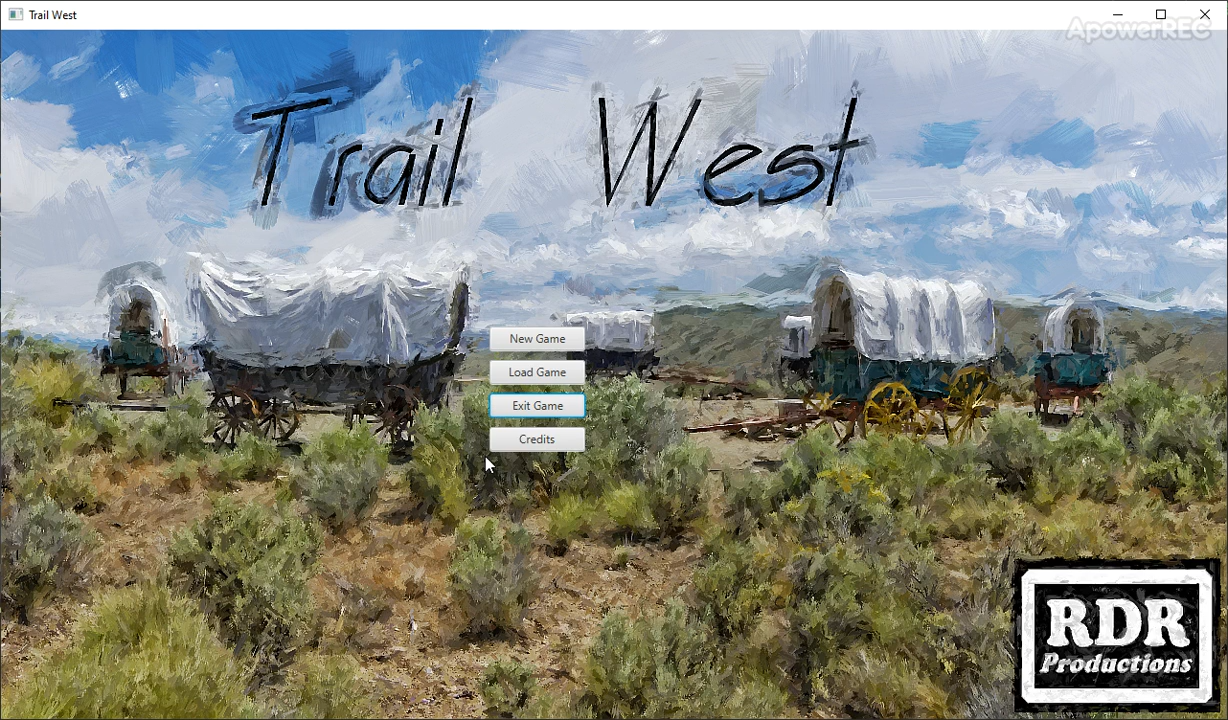 Trail West
ApowerREC
Trail West
New Game
Load Game
Exit Game
Credits
RDR
Productions